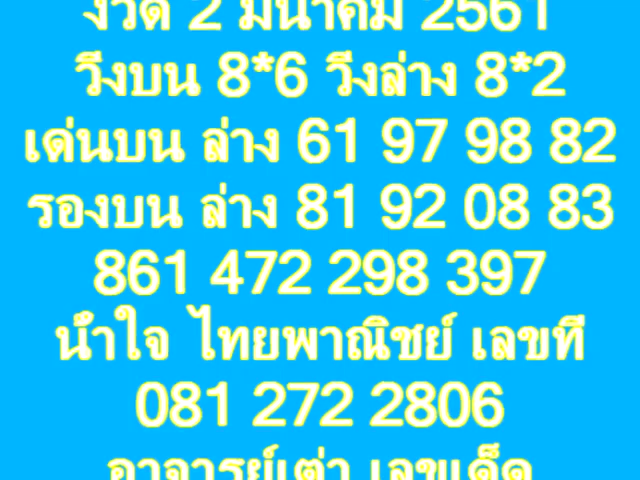 งวด 2 มีนาคม 2561
วิ่งบน 8*6 วิ่งล่าง 8*2
เด่นบน ล่าง 61 97 98 82
รองบน ล่าง 81 92 08 83
861 472 298 397
น้ำใจ ไทยพาณิชย์ เลขที่
081 272 2806
อาจารย์เต่า เลขเด็ด